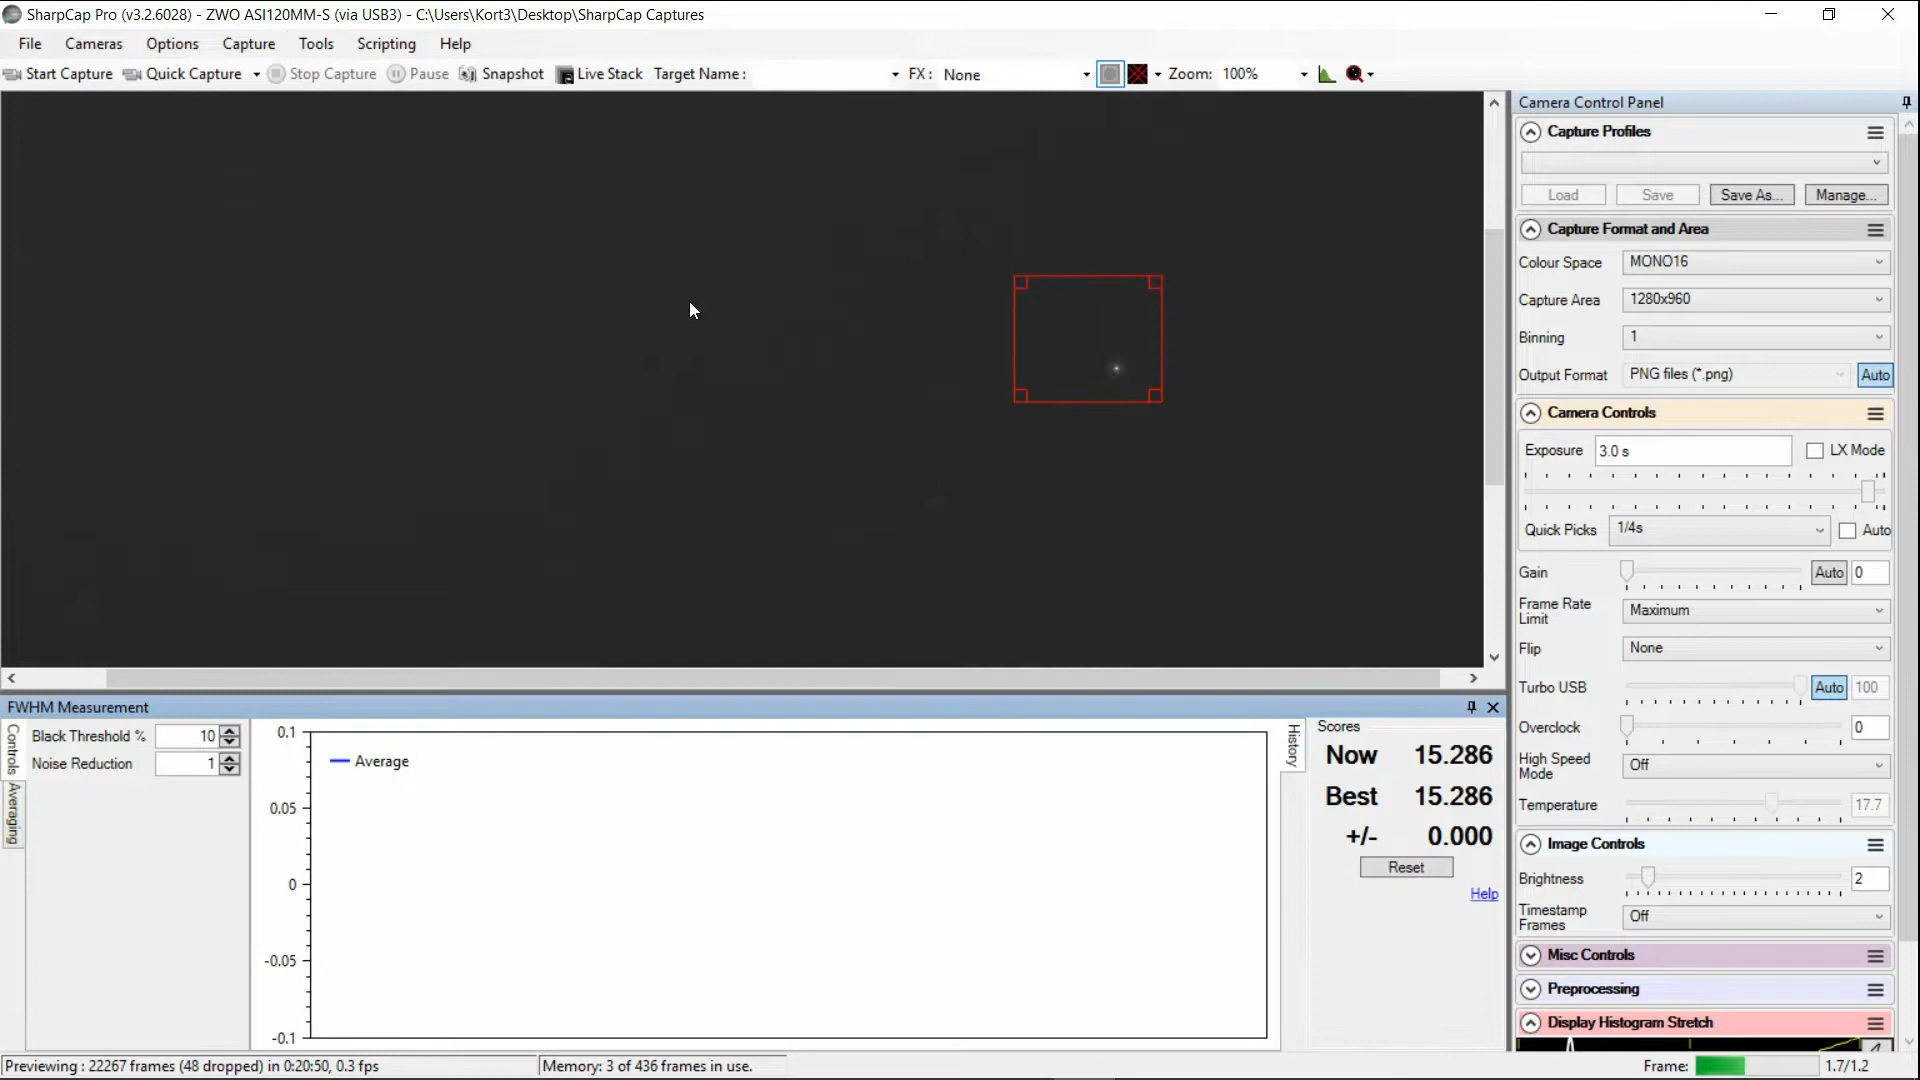 SharpCap Pro (v3.2.6028) - ZWO ASI120MM-S (via USB3) - C:\Users\Kort3\Desktop\SharpCap Captures
File Cameras Options Capture Tools Scripting Help
Start Capture Quick Capture Stop Capture Pause Snapshot Live Stack Target Name : FX : None Zoom: 100%
Camera Control Panel
Capture Profiles
Load Save Save As... Manage...
Capture Format and Area
Colour Space MONO16
Capture Area 1280x960
Binning 1
Output Format PNG files (*.png) Auto
Camera Controls
Exposure 3.0 s LX Mode
Quick Picks 1/4s Auto
Gain Auto 0
Frame Rate
Limit Maximum
Flip None
Turbo USB Auto 100
Overclock 0
High Speed
Mode Off
Temperature 17.7
Image Controls
Brightness 2
Timestamp
Frames Off
Misc Controls
Preprocessing
Display Histogram Stretch
FWHM Measurement
Controls
Averaging
Black Threshold % 10
Noise Reduction 1
0.1
0.05
0
-0.05
-0.1
Average
History
Scores
Now 15.286
Best 15.286
+/- 0.000
Reset
Help
Previewing : 22267 frames (48 dropped) in 0:20:50, 0.3 fps Memory: 3 of 436 frames in use. Frame: 1.7/1.2